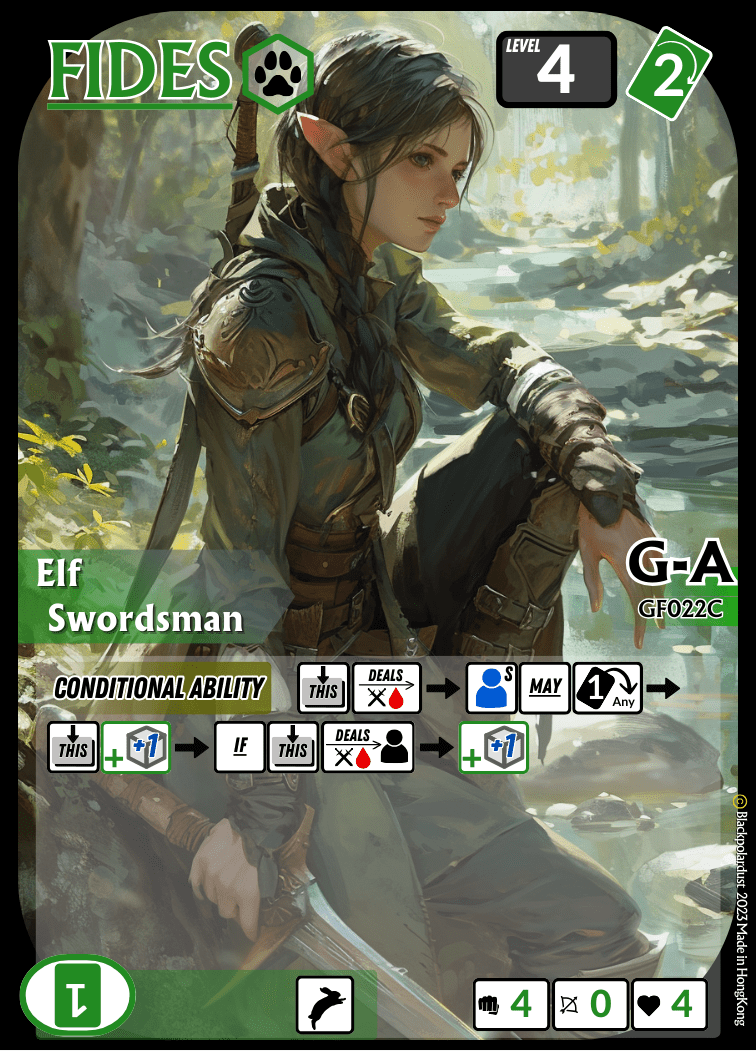 FIDES
LEVEL
4
2
Elf
Swordsman
G-A
GF022C
CONDITIONAL ABILITY THIS DEALS S MAY 1 Any
THIS +1 IF THIS DEALS +1
© Blackpolardust 2023 Made in HongKong
1
4 0 4